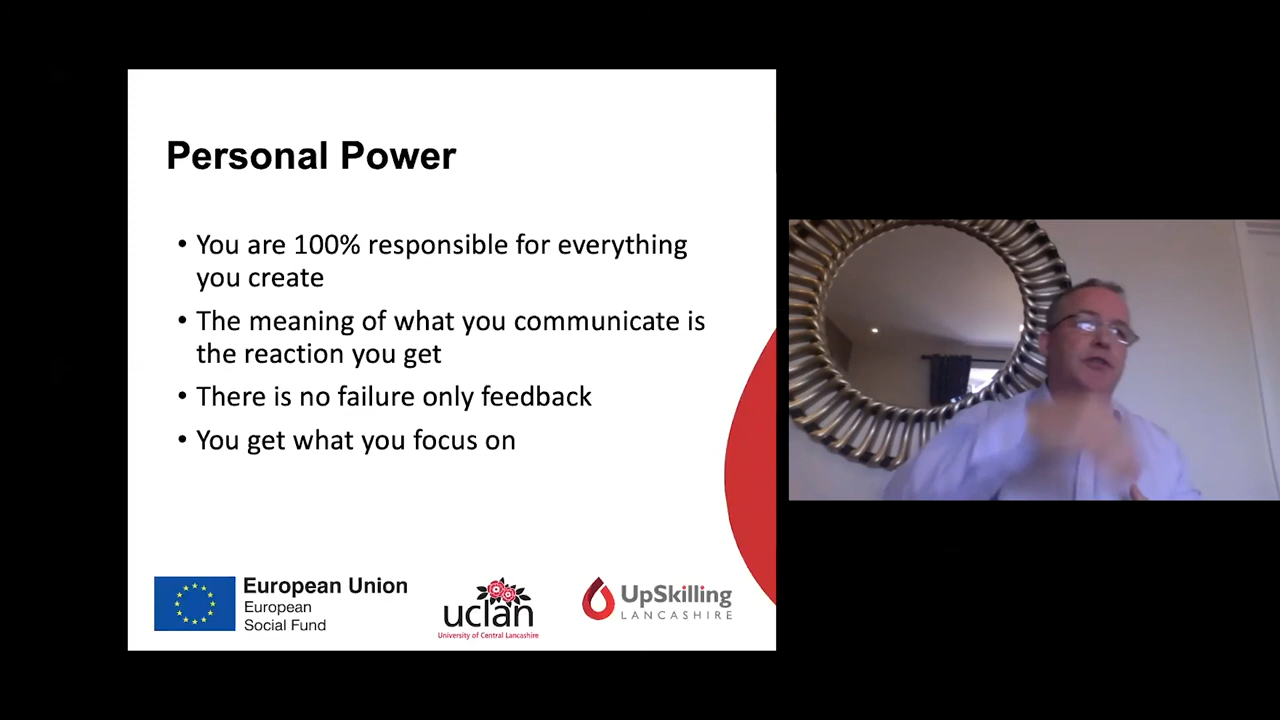 Personal Power
• You are 100% responsible for everything
you create
• The meaning of what you communicate is
the reaction you get
• There is no failure only feedback
• You get what you focus on
European Union
European
Social Fund
uclan
University of Central Lancashire
UpSkilling
LANCASHIRE